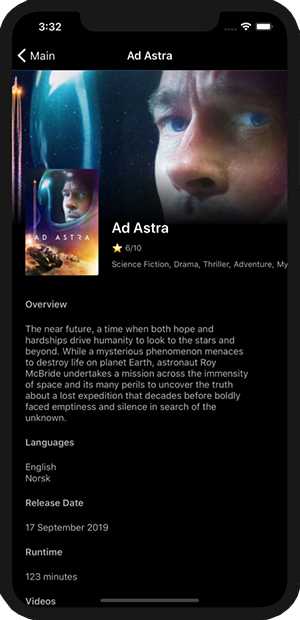 3:32
Main
Ad Astra
AD ASTRA
Ad Astra
⭐ 6/10
Science Fiction, Drama, Thriller, Adventure, My
Overview
The near future, a time when both hope and
hardships drive humanity to look to the stars and
beyond. While a mysterious phenomenon menaces
to destroy life on planet Earth, astronaut Roy
McBride undertakes a mission across the immensity
of space and its many perils to uncover the truth
about a lost expedition that decades before boldly
faced emptiness and silence in search of the
unknown.
Languages
English
Norsk
Release Date
17 September 2019
Runtime
123 minutes
Videos